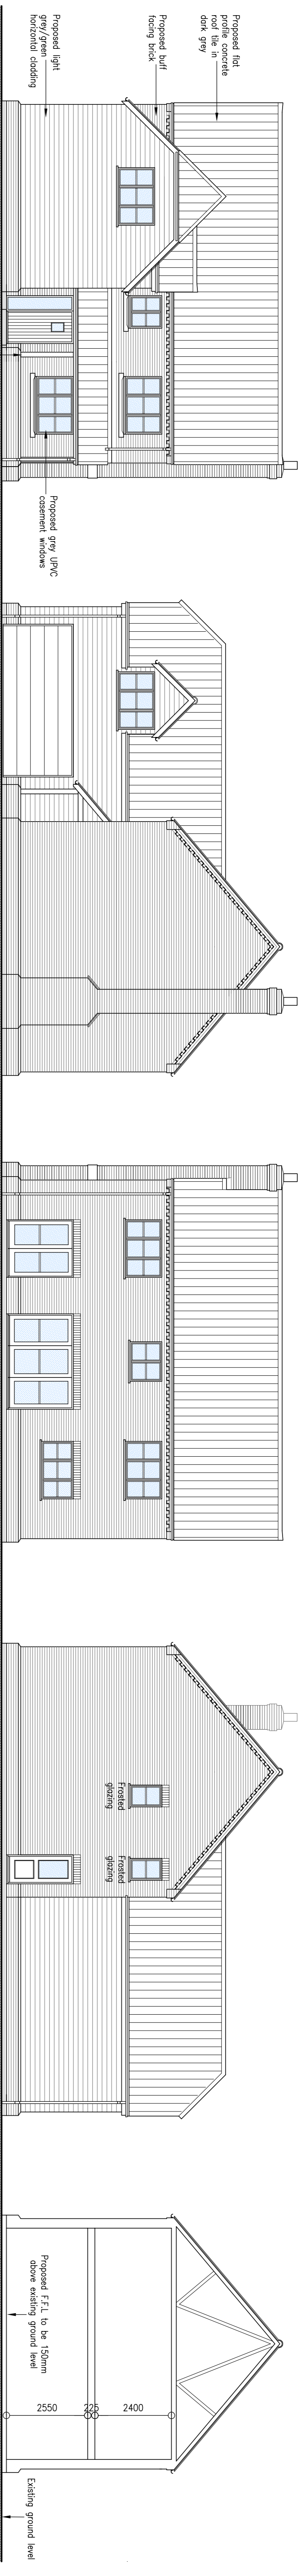 Proposed flat
profile concrete
roof tile in
dark grey
Proposed buff
facing brick
Proposed light
grey/green
horizontal cladding
Proposed grey UPVC
casement windows
Frosted
glazing
Frosted
glazing
Proposed F.F.L to be 150mm
above existing ground level
2550
225
2400
Existing ground level